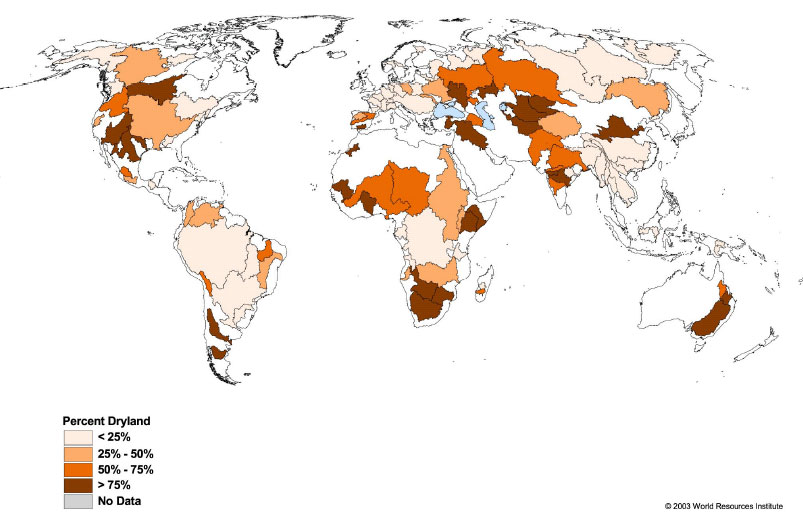 Percent Dryland
< 25%
25% - 50%
50% - 75%
> 75%
No Data
© 2003 World Resources Institute